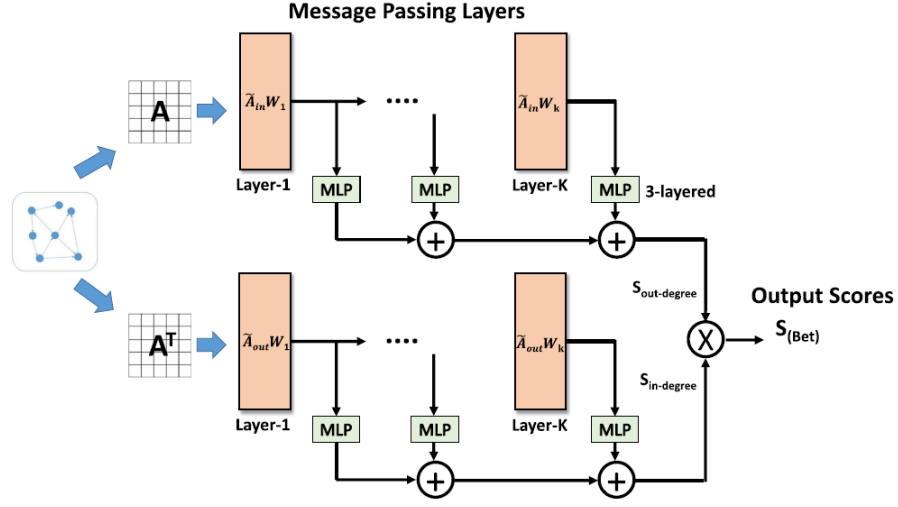 Message Passing Layers
A
Ã_in W_1
....
Ã_in W_k
Layer-1
MLP
MLP
Layer-K
MLP
3-layered
+
+
S_out-degree
Output Scores
X
S_(Bet)
A^T
Ã_out W_1
....
Ã_out W_k
S_in-degree
Layer-1
MLP
MLP
Layer-K
MLP
+
+